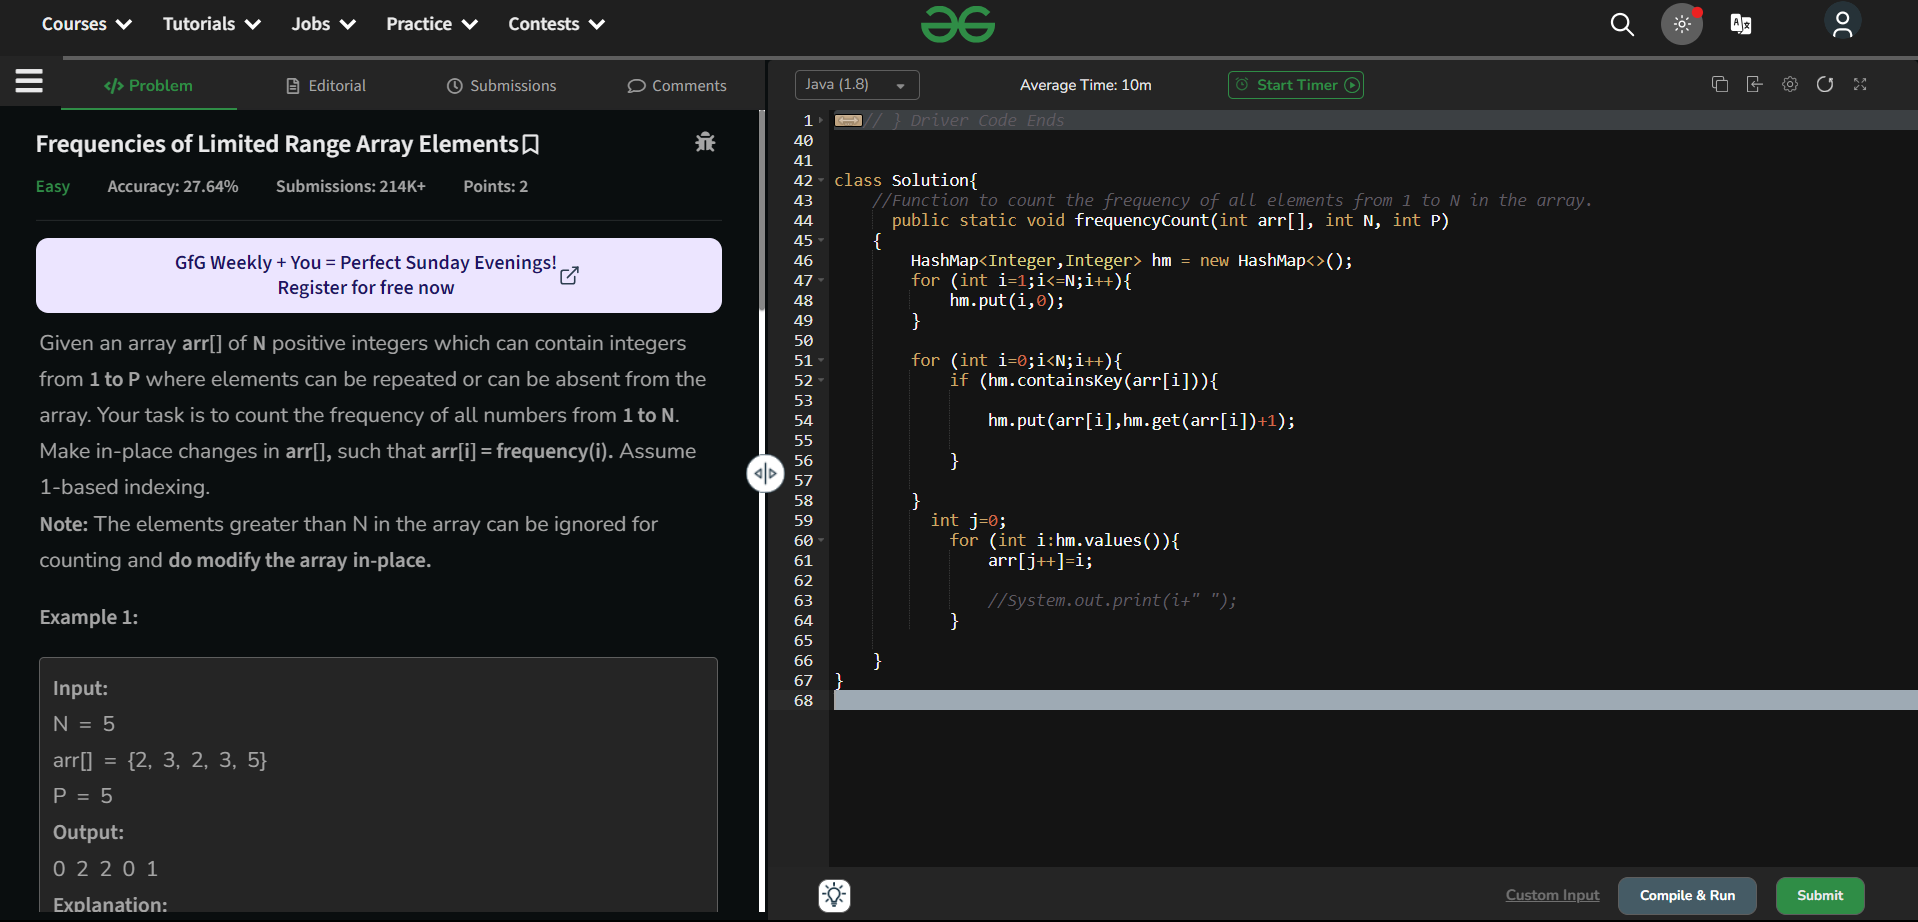 Courses Tutorials Jobs Practice Contests
Problem Editorial Submissions Comments
Frequencies of Limited Range Array Elements
Easy Accuracy: 27.64% Submissions: 214K+ Points: 2
GfG Weekly + You = Perfect Sunday Evenings!
Register for free now
Given an array arr[] of N positive integers which can contain integers
from 1 to P where elements can be repeated or can be absent from the
array. Your task is to count the frequency of all numbers from 1 to N.
Make in-place changes in arr[], such that arr[i] = frequency(i). Assume
1-based indexing.
Note: The elements greater than N in the array can be ignored for
counting and do modify the array in-place.
Example 1:
Input:
N = 5
arr[] = {2, 3, 2, 3, 5}
P = 5
Output:
0 2 2 0 1
Explanation:
Java (1.8) Average Time: 10m Start Timer
1 // } Driver Code Ends
40
41
42 class Solution{
43 //Function to count the frequency of all elements from 1 to N in the array.
44 public static void frequencyCount(int arr[], int N, int P)
45 {
46 HashMap<Integer,Integer> hm = new HashMap<>();
47 for (int i=1;i<=N;i++){
48 hm.put(i,0);
49 }
50
51 for (int i=0;i<N;i++){
52 if (hm.containsKey(arr[i])){
53
54 hm.put(arr[i],hm.get(arr[i])+1);
55
56 }
57
58 }
59 int j=0;
60 for (int i:hm.values()){
61 arr[j++]=i;
62
63 //System.out.print(i+" ");
64 }
65
66 }
67 }
68
Custom Input Compile & Run Submit